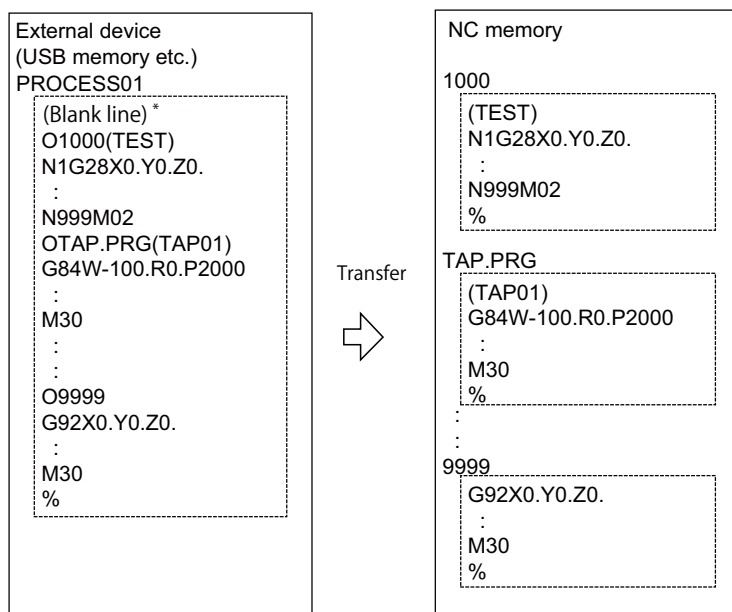 External device
(USB memory etc.)
PROCESS01
(Blank line) *
O1000(TEST)
N1G28X0.Y0.Z0.
:
N999M02
OTAP.PRG(TAP01)
G84W-100.R0.P2000
:
M30
:
:
O9999
G92X0.Y0.Z0.
:
M30
%
Transfer
NC memory
1000
(TEST)
N1G28X0.Y0.Z0.
:
N999M02
%
TAP.PRG
(TAP01)
G84W-100.R0.P2000
:
M30
%
:
:
9999
G92X0.Y0.Z0.
:
M30
%